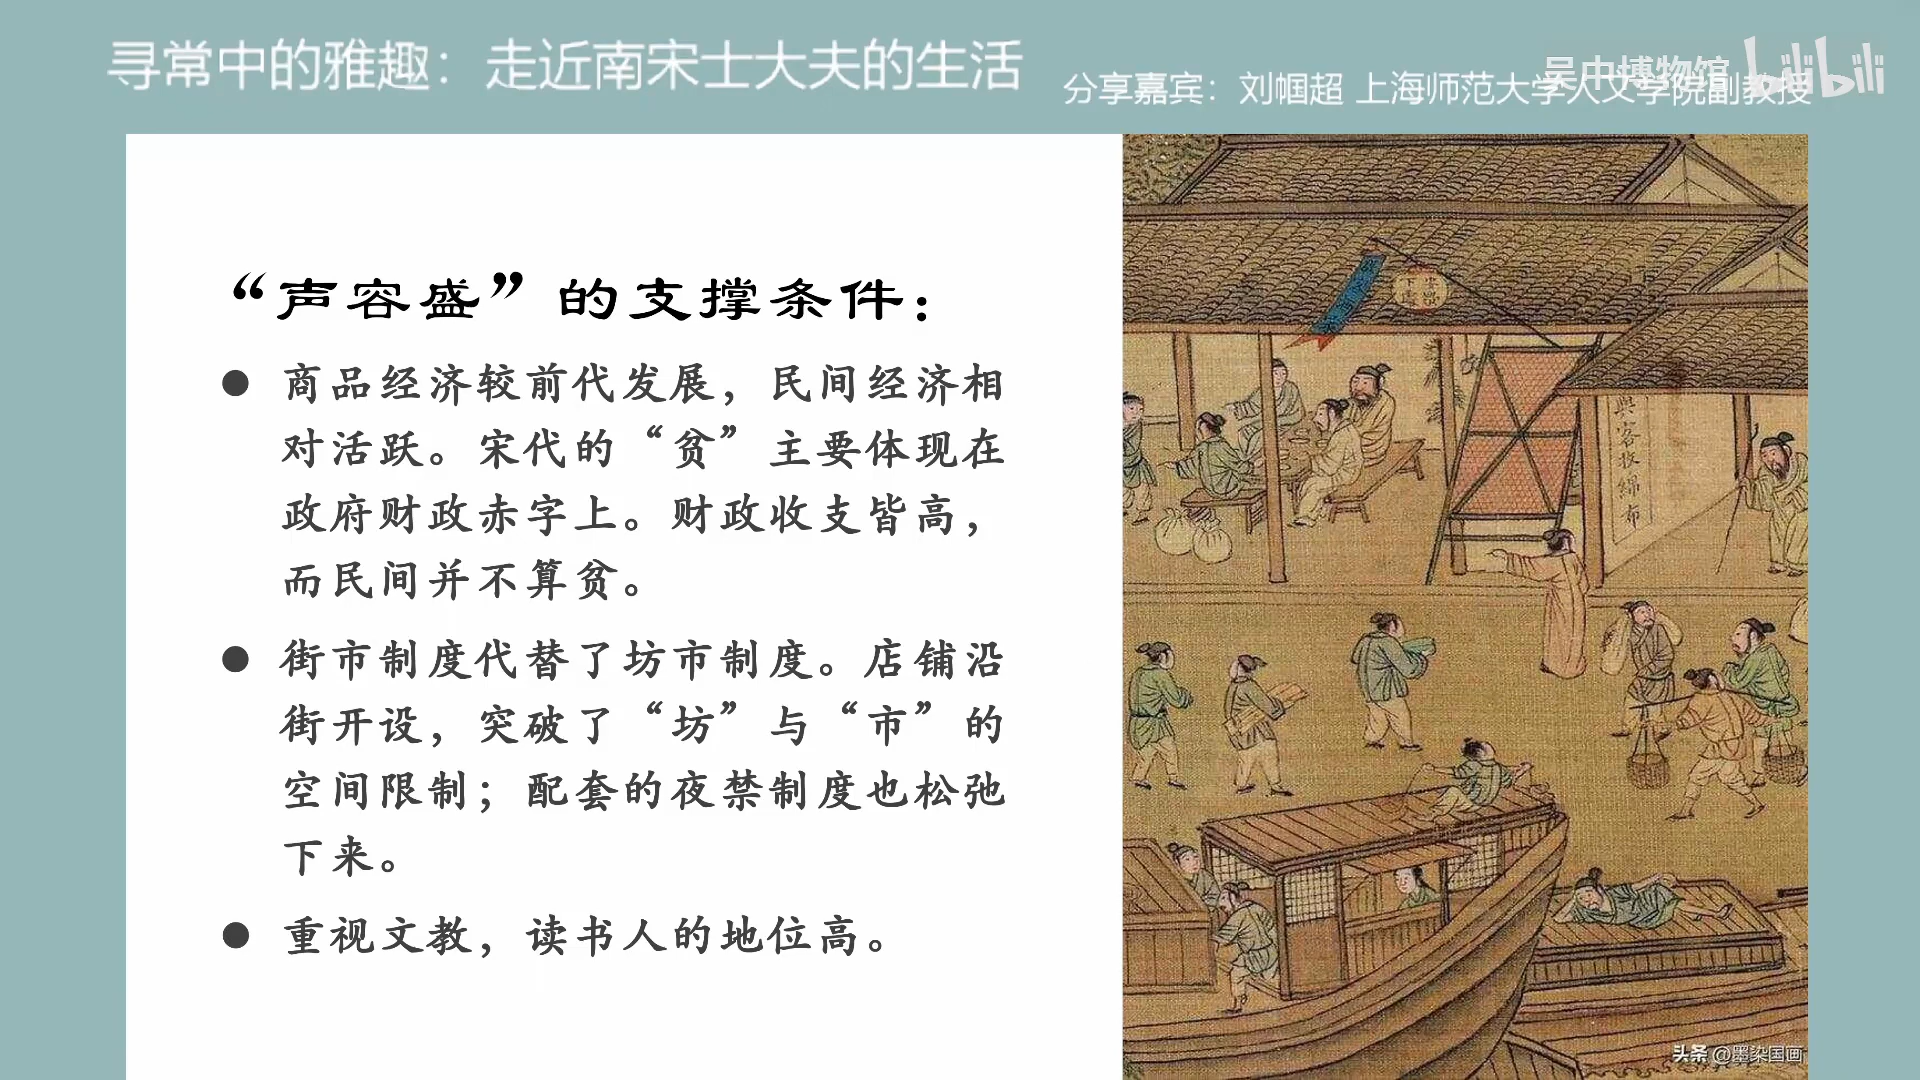 寻常中的雅趣：走近南宋士大夫的生活
分享嘉宾：刘帼超 上海师范大学人文学院副教授
吴中博物馆
bilibili
“声容盛”的支撑条件：
● 商品经济较前代发展，民间经济相
对活跃。宋代的“贫”主要体现在
政府财政赤字上。财政收支皆高，
而民间并不算贫。
● 街市制度代替了坊市制度。店铺沿
街开设，突破了“坊”与“市”的
空间限制；配套的夜禁制度也松弛
下来。
● 重视文教，读书人的地位高。
布
头条 @墨染国画